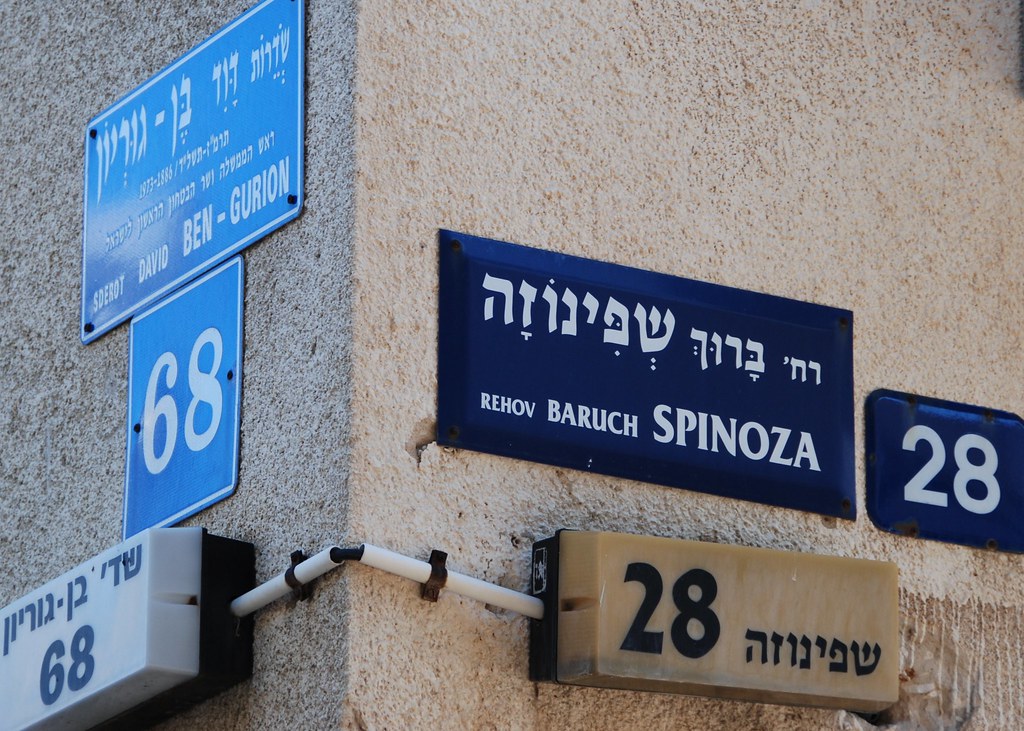 שְׂדֵרוֹת דָּוִד בֶּן-גוּרְיוֹן
תרמ"ז-תשל"ד/1973-1886
ראש הממשלה ושר הבטחון הראשון לישראל
SDEROT DAVID BEN-GURION
68
שד' בן-גוריון
68
רח' בָּרוּךְ שְׁפִּינוֹזָה
REHOV BARUCH SPINOZA
28
28 שפינוזה